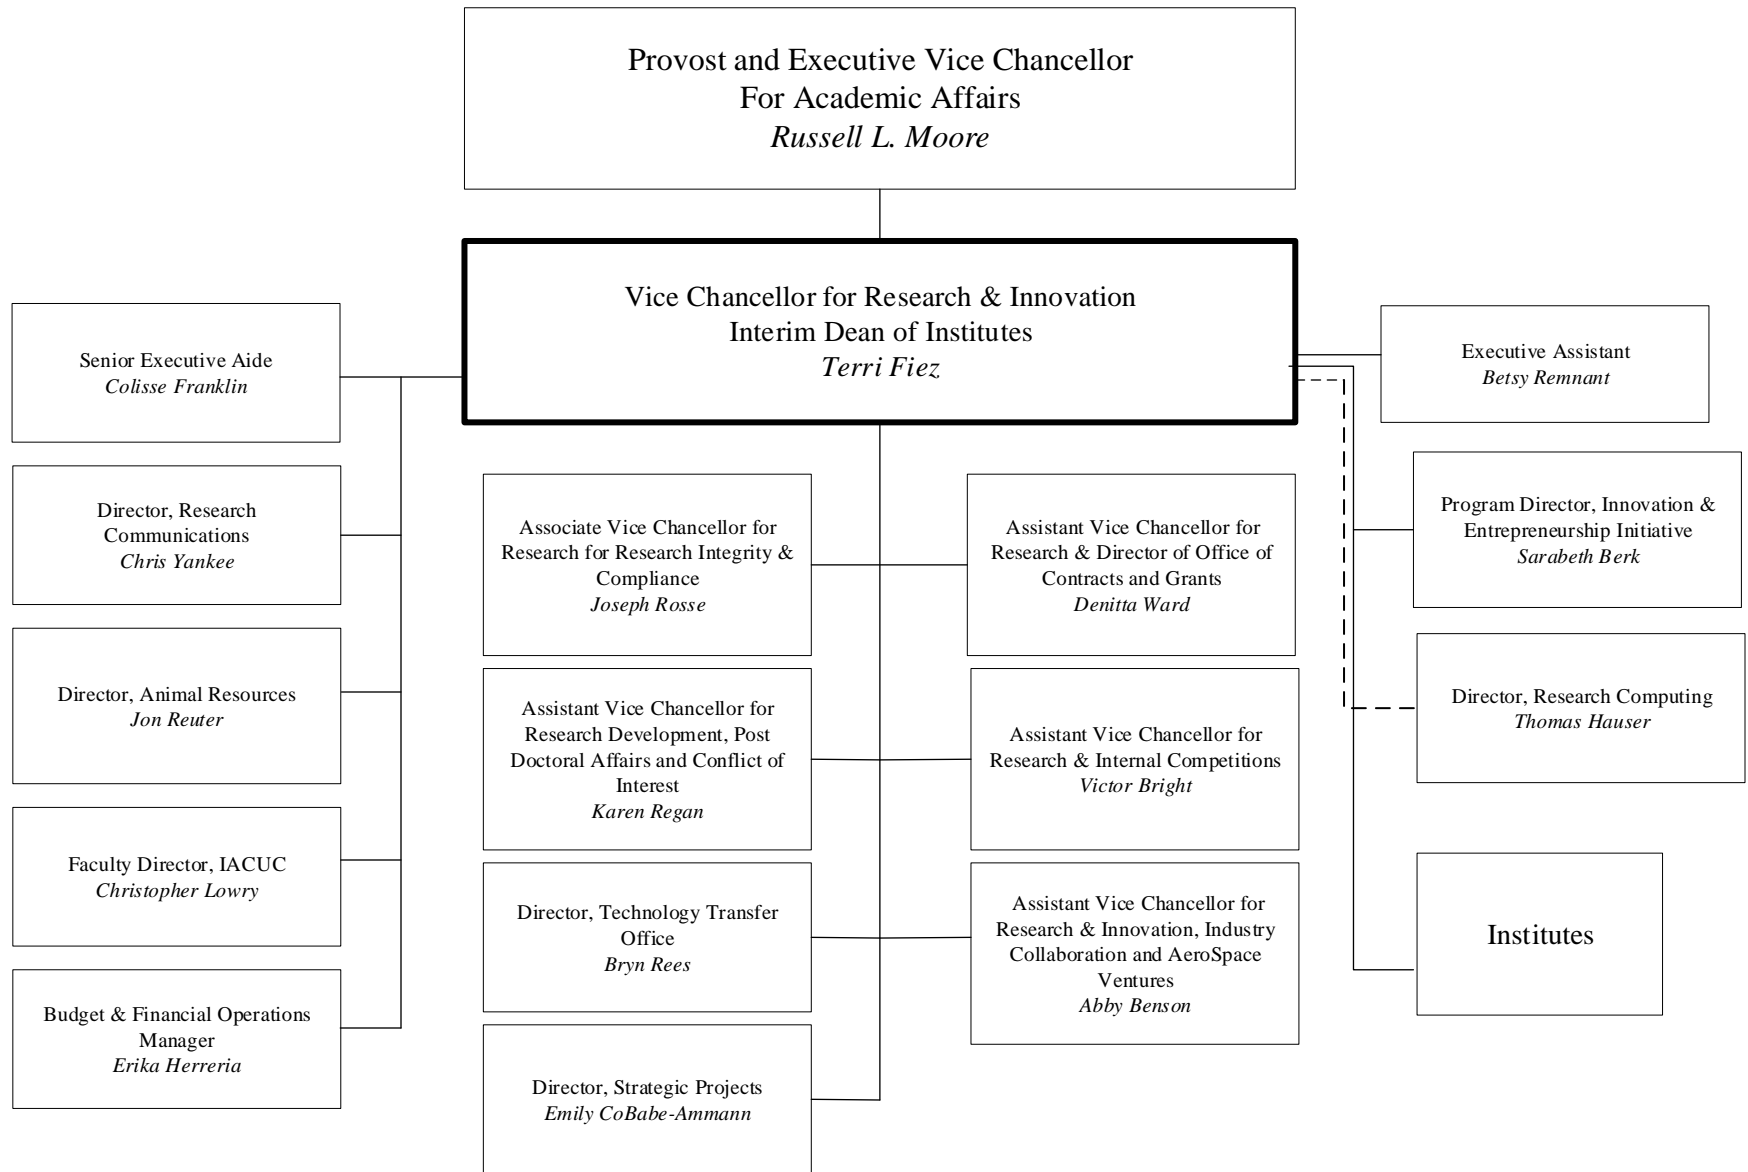 Provost and Executive Vice Chancellor
For Academic Affairs
Russell L. Moore
Vice Chancellor for Research & Innovation
Interim Dean of Institutes
Terri Fiez
Senior Executive Aide
Colisse Franklin
Director, Research
Communications
Chris Yankee
Director, Animal Resources
Jon Reuter
Faculty Director, IACUC
Christopher Lowry
Budget & Financial Operations
Manager
Erika Herreria
Associate Vice Chancellor for
Research for Research Integrity &
Compliance
Joseph Rosse
Assistant Vice Chancellor for
Research Development, Post
Doctoral Affairs and Conflict of
Interest
Karen Regan
Director, Technology Transfer
Office
Bryn Rees
Director, Strategic Projects
Emily CoBabe-Ammann
Assistant Vice Chancellor for
Research & Director of Office of
Contracts and Grants
Denitta Ward
Assistant Vice Chancellor for
Research & Internal Competitions
Victor Bright
Assistant Vice Chancellor for
Research & Innovation, Industry
Collaboration and AeroSpace
Ventures
Abby Benson
Executive Assistant
Betsy Remnant
Program Director, Innovation &
Entrepreneurship Initiative
Sarabeth Berk
Director, Research Computing
Thomas Hauser
Institutes